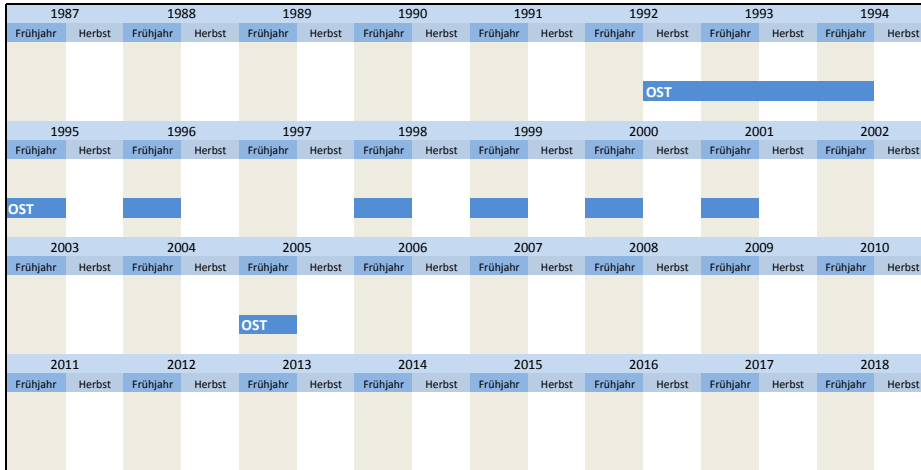 1987 1988 1989 1990 1991 1992 1993 1994
Frühjahr Herbst Frühjahr Herbst Frühjahr Herbst Frühjahr Herbst Frühjahr Herbst Frühjahr Herbst Frühjahr Herbst Frühjahr Herbst
OST
1995 1996 1997 1998 1999 2000 2001 2002
Frühjahr Herbst Frühjahr Herbst Frühjahr Herbst Frühjahr Herbst Frühjahr Herbst Frühjahr Herbst Frühjahr Herbst Frühjahr Herbst
OST
2003 2004 2005 2006 2007 2008 2009 2010
Frühjahr Herbst Frühjahr Herbst Frühjahr Herbst Frühjahr Herbst Frühjahr Herbst Frühjahr Herbst Frühjahr Herbst Frühjahr Herbst
OST
2011 2012 2013 2014 2015 2016 2017 2018
Frühjahr Herbst Frühjahr Herbst Frühjahr Herbst Frühjahr Herbst Frühjahr Herbst Frühjahr Herbst Frühjahr Herbst Frühjahr Herbst